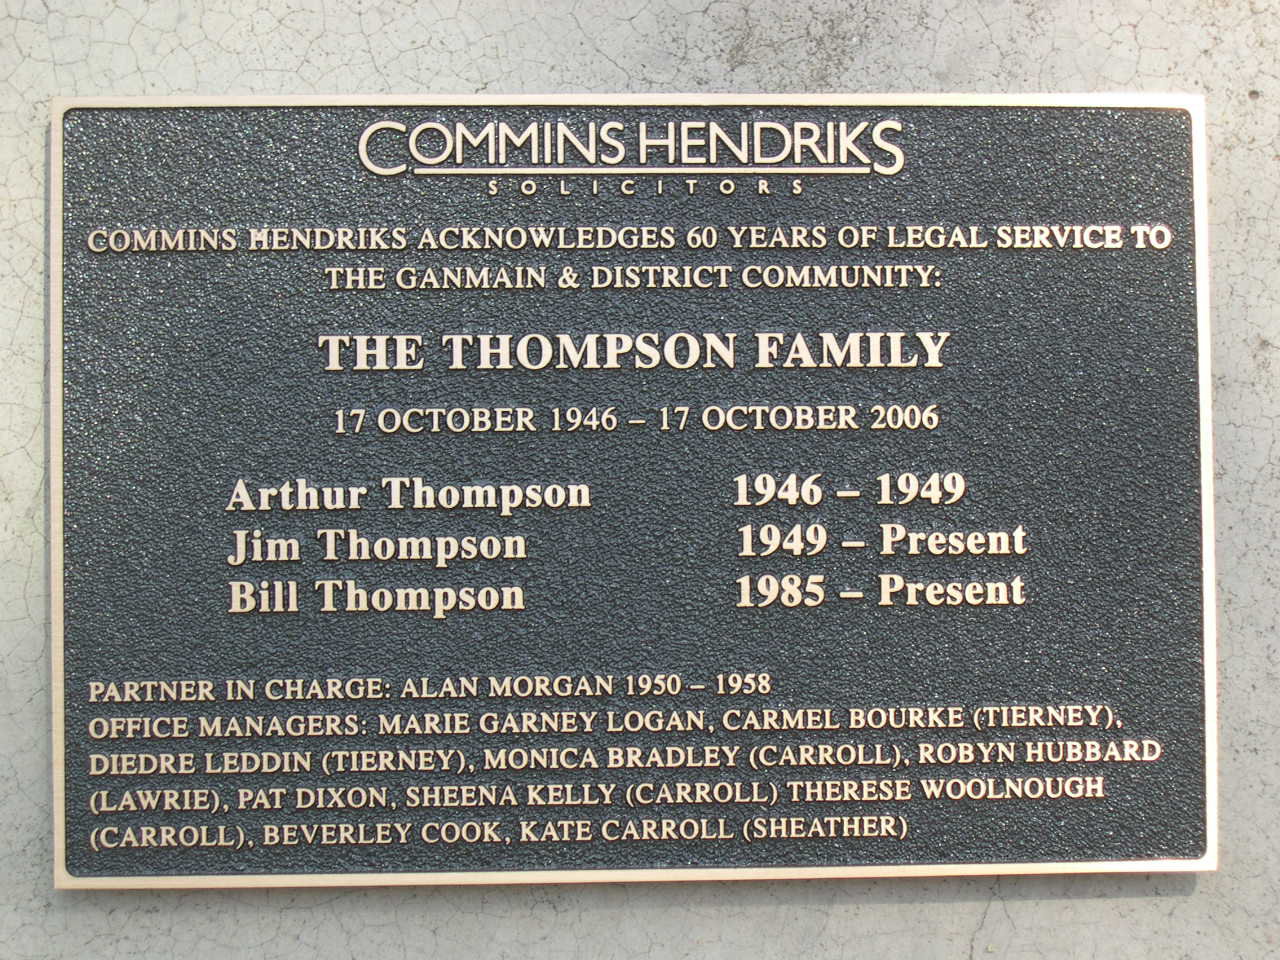 COMMINS HENDRIKS
SOLICITORS
COMMINS HENDRIKS ACKNOWLEDGES 60 YEARS OF LEGAL SERVICE TO
THE GANMAIN & DISTRICT COMMUNITY:
THE THOMPSON FAMILY
17 OCTOBER 1946 – 17 OCTOBER 2006
Arthur Thompson 1946 – 1949
Jim Thompson 1949 – Present
Bill Thompson 1985 – Present
PARTNER IN CHARGE: ALAN MORGAN 1950 – 1958
OFFICE MANAGERS: MARIE GARNEY LOGAN, CARMEL BOURKE (TIERNEY),
DIEDRE LEDDIN (TIERNEY), MONICA BRADLEY (CARROLL), ROBYN HUBBARD
(LAWRIE), PAT DIXON, SHEENA KELLY (CARROLL) THERESE WOOLNOUGH
(CARROLL), BEVERLEY COOK, KATE CARROLL (SHEATHER)